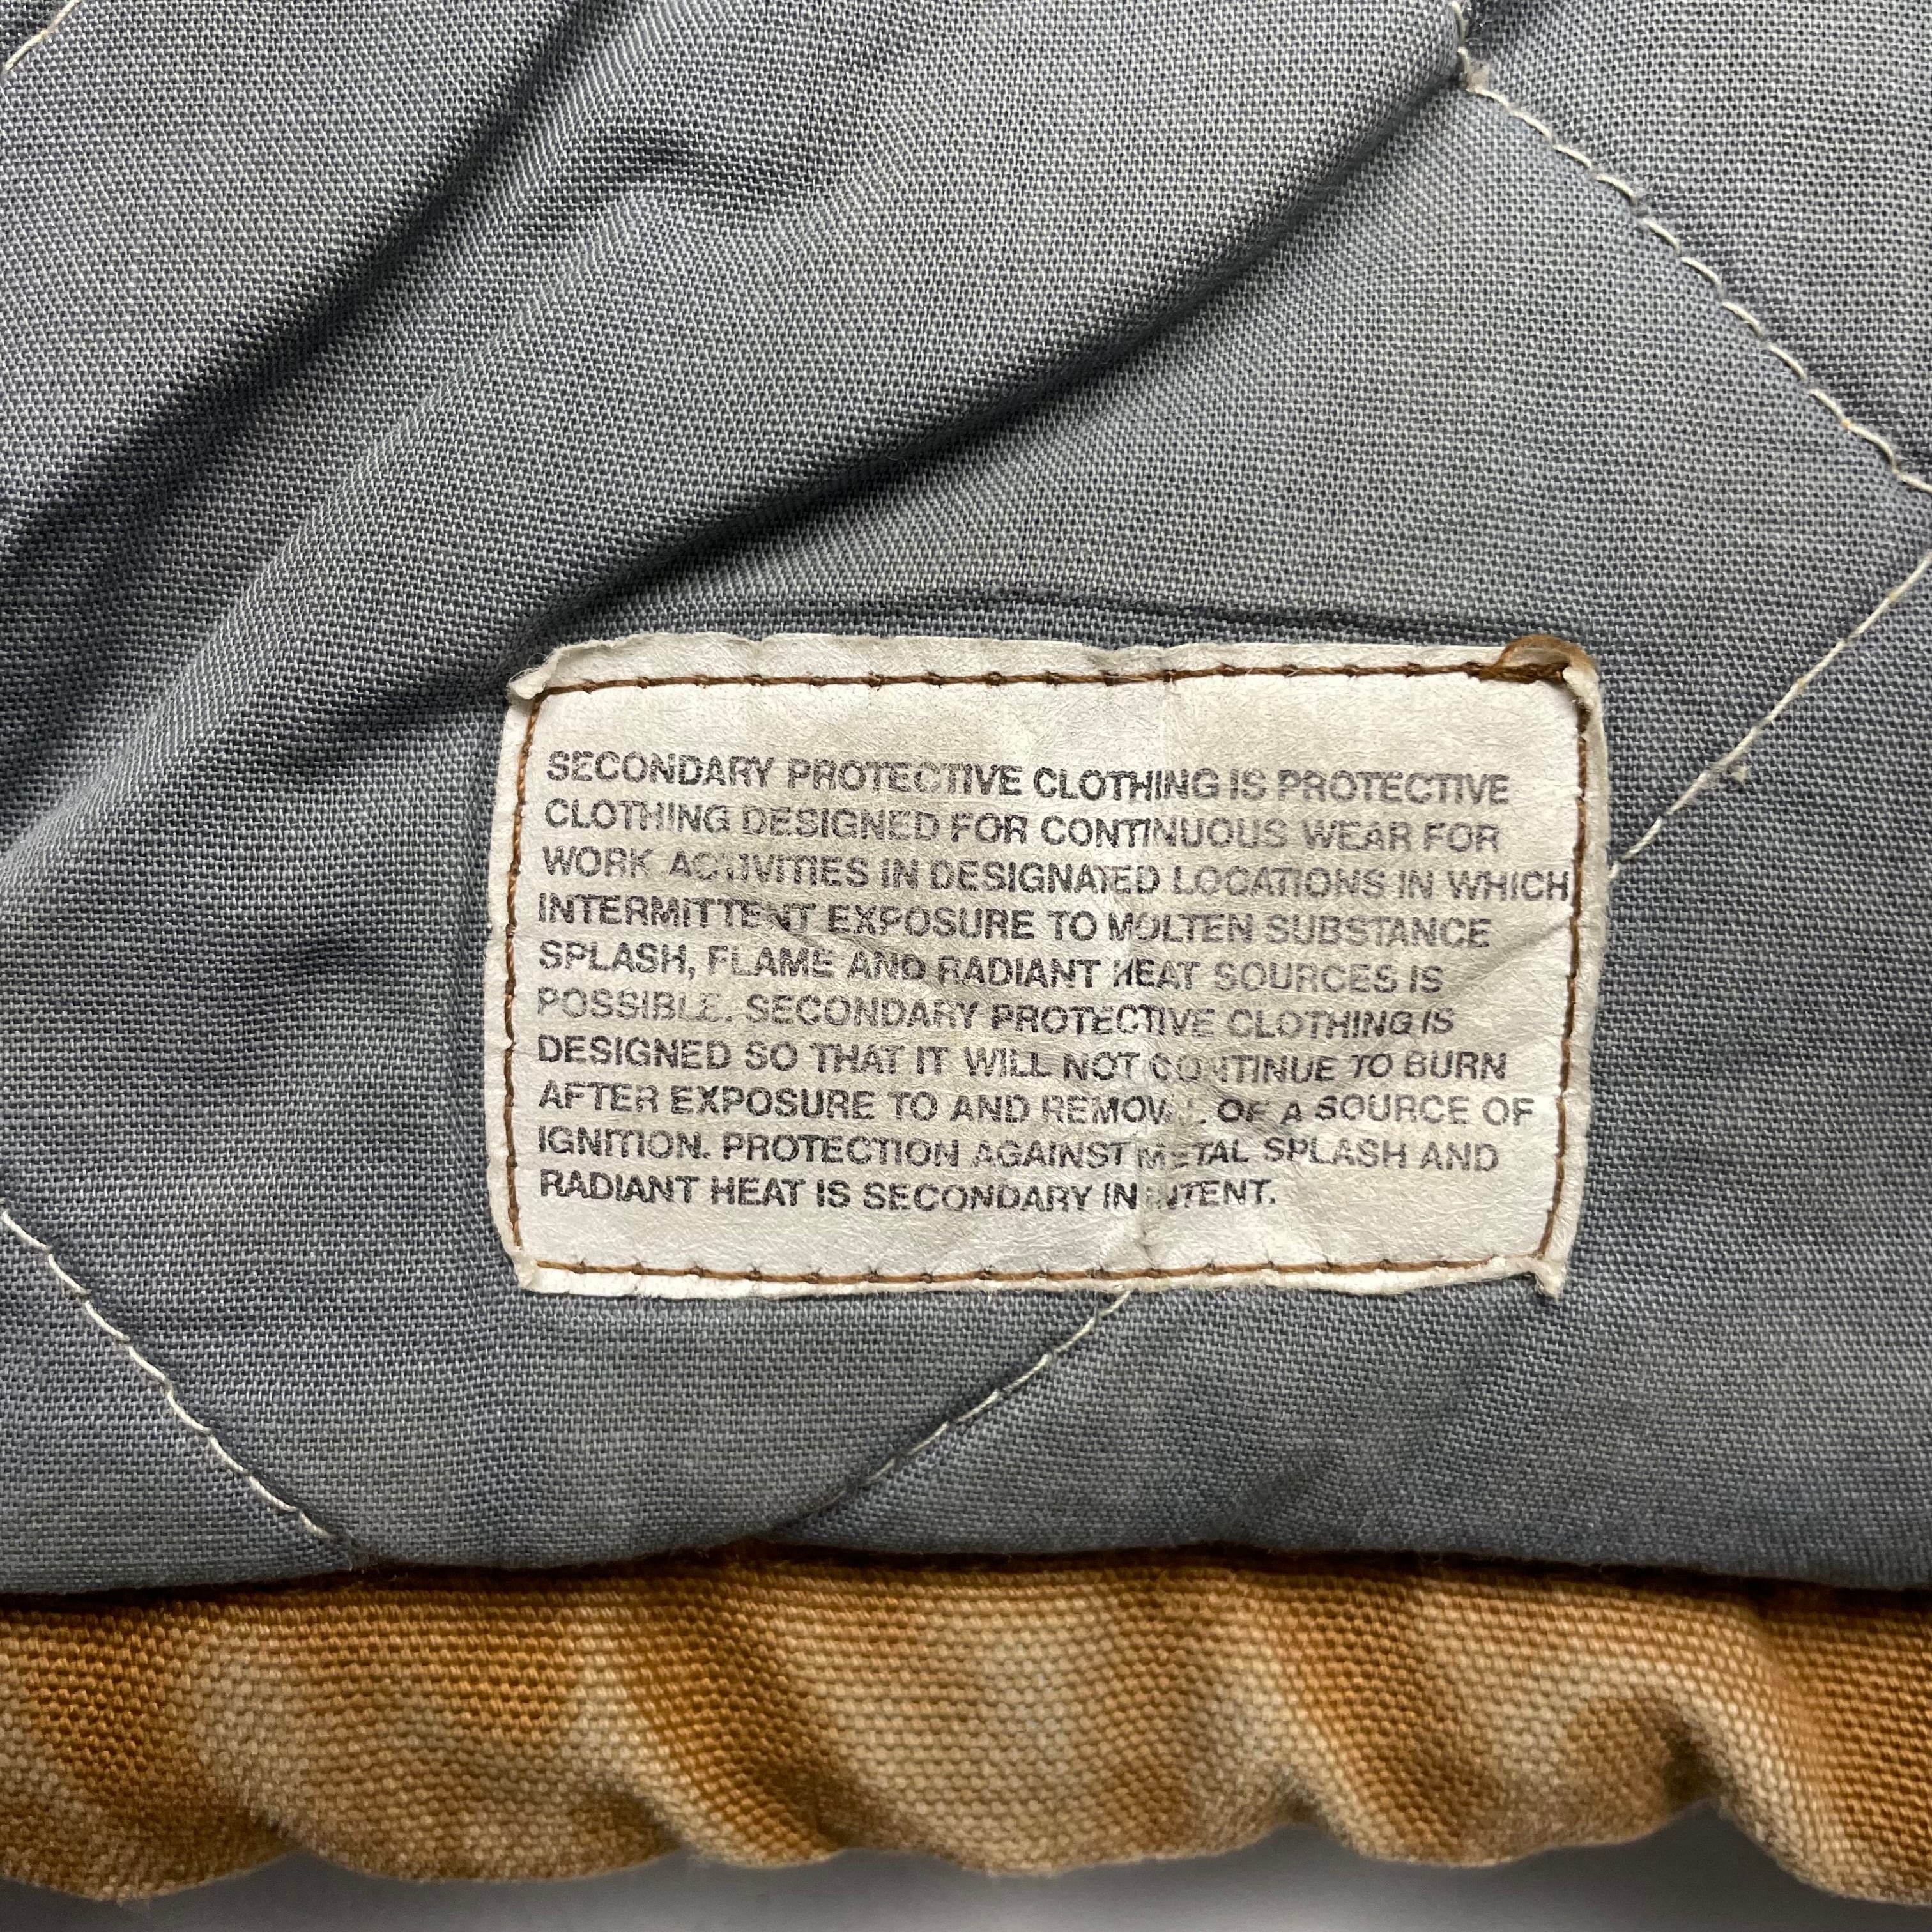 SECONDARY PROTECTIVE CLOTHING IS PROTECTIVE
CLOTHING DESIGNED FOR CONTINUOUS WEAR FOR
WORK ACTIVITIES IN DESIGNATED LOCATIONS IN WHICH
INTERMITTENT EXPOSURE TO MOLTEN SUBSTANCE
SPLASH, FLAME AND RADIANT HEAT SOURCES IS
POSSIBLE. SECONDARY PROTECTIVE CLOTHING IS
DESIGNED SO THAT IT WILL NOT CONTINUE TO BURN
AFTER EXPOSURE TO AND REMOVAL OF A SOURCE OF
IGNITION. PROTECTION AGAINST METAL SPLASH AND
RADIANT HEAT IS SECONDARY IN INTENT.